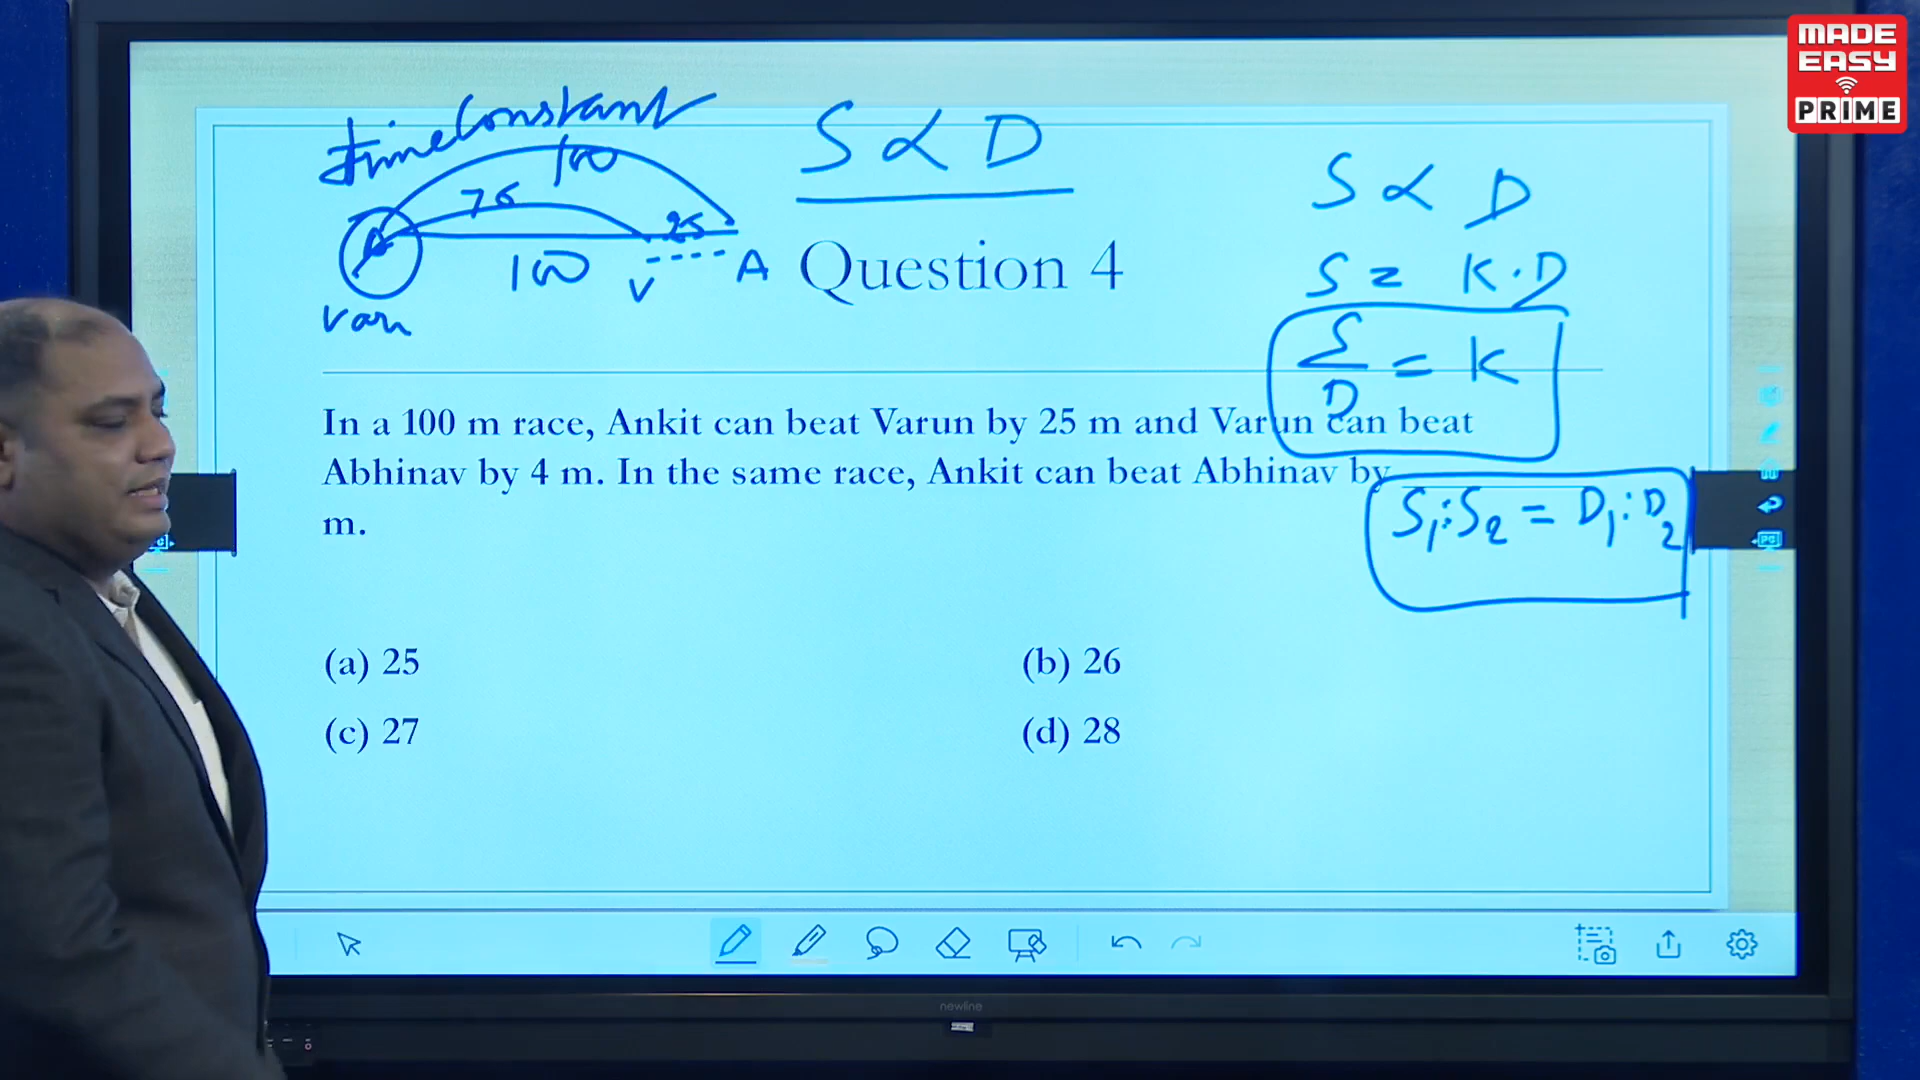 MADE
EASY
PRIME
time Constant
100
75
25
A
100
V
A
Var
S ∝ D
S ∝ D
S = K·D
S/D = K
Question 4
In a 100 m race, Ankit can beat Varun by 25 m and Varun can beat
Abhinav by 4 m. In the same race, Ankit can beat Abhinav by
m.
S₁:S₂ = D₁:D₂
(a) 25
(b) 26
(c) 27
(d) 28
newline